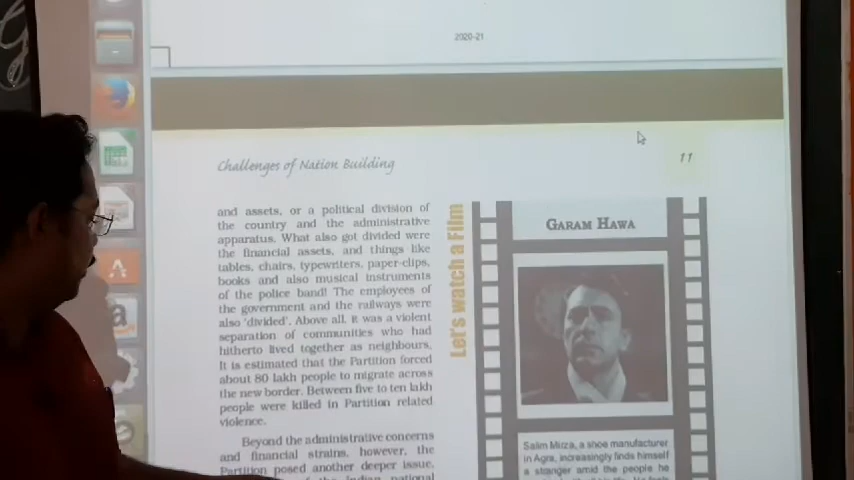 2020-21
Challenges of Nation Building
11
and assets, or a political division of
the country and the administrative
apparatus. What also got divided were
the financial assets, and things like
tables, chairs, typewriters, paper-clips,
books and also musical instruments
of the police band! The employees of
the government and the railways were
also 'divided'. Above all, it was a violent
separation of communities who had
hitherto lived together as neighbours.
It is estimated that the Partition forced
about 80 lakh people to migrate across
the new border. Between five to ten lakh
people were killed in Partition related
violence.
Beyond the administrative concerns
and financial strains, however, the
Partition posed another deeper issue.
the Indian national
Let's watch a Film
GARAM HAWA
Salim Mirza, a shoe manufacturer
in Agra, increasingly finds himself
a stranger amid the people he